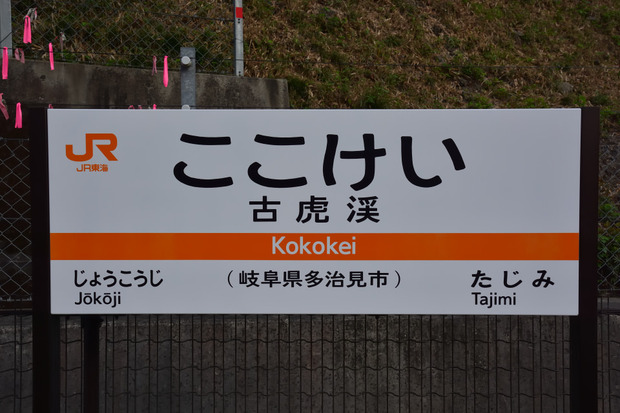 JR
JR東海
ここけい
古虎渓
Kokokei
じょうこうじ
Jōkōji
（岐阜県多治見市）
たじみ
Tajimi